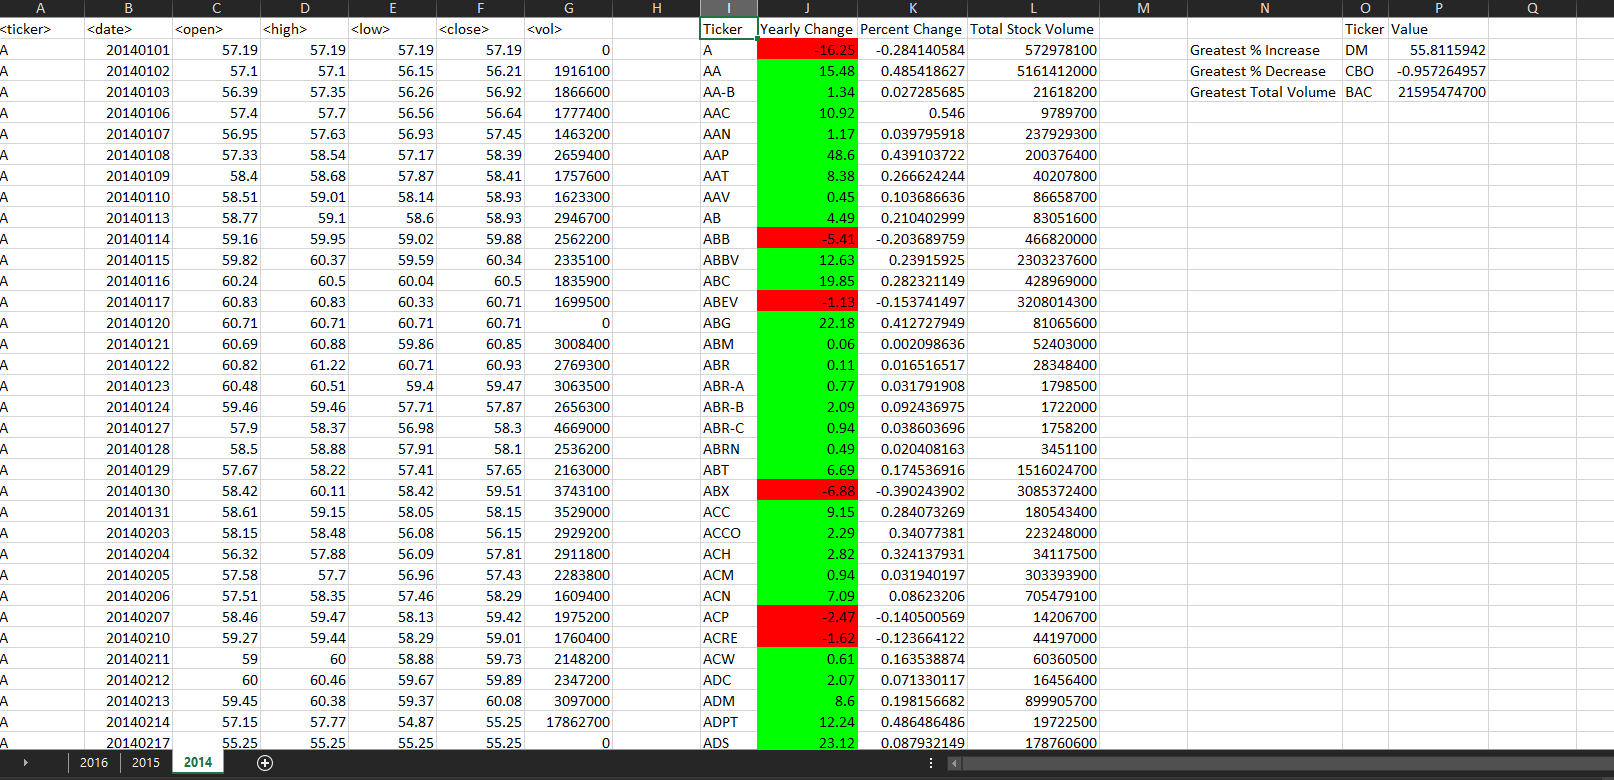 A B C D E F G H I J K L M N O P Q
<ticker> <date> <open> <high> <low> <close> <vol> Ticker Yearly Change Percent Change Total Stock Volume Ticker Value
A 20140101 57.19 57.19 57.19 57.19 0 A -16.25 -0.284140584 572978100 Greatest % Increase DM 55.8115942
A 20140102 57.1 57.1 56.15 56.21 1916100 AA 15.48 0.485418627 5161412000 Greatest % Decrease CBO -0.957264957
A 20140103 56.39 57.35 56.26 56.92 1866600 AA-B 1.34 0.027285685 21618200 Greatest Total Volume BAC 21595474700
A 20140106 57.4 57.7 56.56 56.64 1777400 AAC 10.92 0.546 9789700
A 20140107 56.95 57.63 56.93 57.45 1463200 AAN 1.17 0.039795918 237929300
A 20140108 57.33 58.54 57.17 58.39 2659400 AAP 48.6 0.439103722 200376400
A 20140109 58.4 58.68 57.87 58.41 1757600 AAT 8.38 0.266624244 40207800
A 20140110 58.51 59.01 58.14 58.93 1623300 AAV 0.45 0.103686636 86658700
A 20140113 58.77 59.1 58.6 58.93 2946700 AB 4.49 0.210402999 83051600
A 20140114 59.16 59.95 59.02 59.88 2562200 ABB -5.41 -0.203689759 466820000
A 20140115 59.82 60.37 59.59 60.34 2335100 ABBV 12.63 0.23915925 2303237600
A 20140116 60.24 60.5 60.04 60.5 1835900 ABC 19.85 0.282321149 428969000
A 20140117 60.83 60.83 60.33 60.71 1699500 ABEV -1.13 -0.153741497 3208014300
A 20140120 60.71 60.71 60.71 60.71 0 ABG 22.18 0.412727949 81065600
A 20140121 60.69 60.88 59.86 60.85 3008400 ABM 0.06 0.002098636 52403000
A 20140122 60.82 61.22 60.71 60.93 2769300 ABR 0.11 0.016516517 28348400
A 20140123 60.48 60.51 59.4 59.47 3063500 ABR-A 0.77 0.031791908 1798500
A 20140124 59.46 59.46 57.71 57.87 2656300 ABR-B 2.09 0.092436975 1722000
A 20140127 57.9 58.37 56.98 58.3 4669000 ABR-C 0.94 0.038603696 1758200
A 20140128 58.5 58.88 57.91 58.1 2536200 ABRN 0.49 0.020408163 3451100
A 20140129 57.67 58.22 57.41 57.65 2163000 ABT 6.69 0.174536916 1516024700
A 20140130 58.42 60.11 58.42 59.51 3743100 ABX -6.88 -0.390243902 3085372400
A 20140131 58.61 59.15 58.05 58.15 3529000 ACC 9.15 0.284073269 180543400
A 20140203 58.15 58.48 56.08 56.15 2929200 ACCO 2.29 0.34077381 223248000
A 20140204 56.32 57.88 56.09 57.81 2911800 ACH 2.82 0.324137931 34117500
A 20140205 57.58 57.7 56.96 57.43 2283800 ACM 0.94 0.031940197 303393900
A 20140206 57.51 58.35 57.46 58.29 1609400 ACN 7.09 0.08623206 705479100
A 20140207 58.46 59.47 58.13 59.42 1975200 ACP -2.47 -0.140500569 14206700
A 20140210 59.27 59.44 58.29 59.01 1760400 ACRE -1.62 -0.123664122 44197000
A 20140211 59 60 58.88 59.73 2148200 ACW 0.61 0.163538874 60360500
A 20140212 60 60.46 59.67 59.89 2347200 ADC 2.07 0.071330117 16456400
A 20140213 59.45 60.38 59.37 60.08 3097000 ADM 8.6 0.198156682 899905700
A 20140214 57.15 57.77 54.87 55.25 17862700 ADPT 12.24 0.486486486 19722500
A 20140217 55.25 55.25 55.25 55.25 0 ADS 23.12 0.087932149 178760600
2016 2015 2014